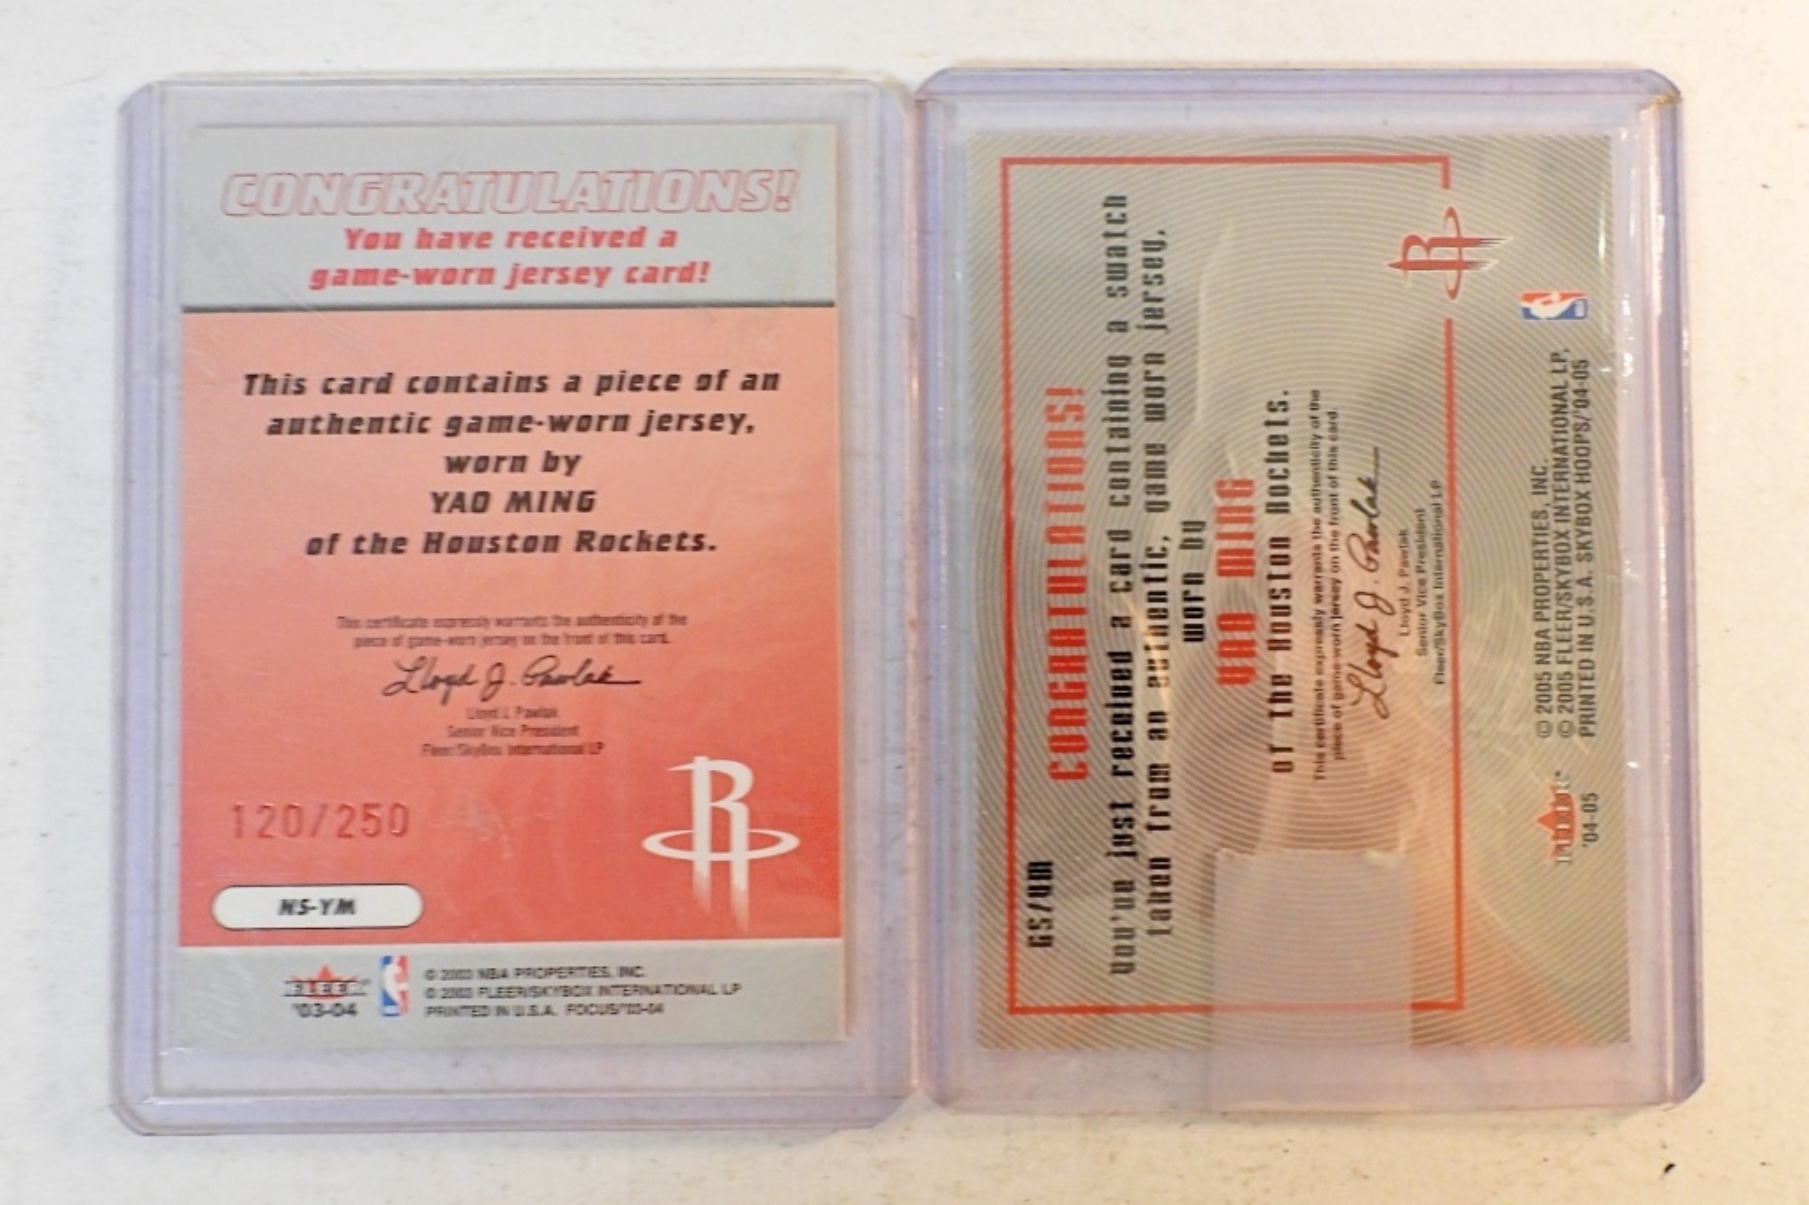 CONGRATULATIONS!
You have received a
game-worn jersey card!
This card contains a piece of an
authentic game-worn jersey,
worn by
YAO MING
of the Houston Rockets.
This certificate expressly warrants the authenticity of the
piece of game-worn jersey on the front of this card.
Lloyd J. Pawlak
Lloyd J. Pawlak
Senior Vice President
Fleer/SkyBox International LP
120/250
R
NS-YM
FLEER
'03-04
© 2003 NBA PROPERTIES, INC.
© 2003 FLEER/SKYBOX INTERNATIONAL LP
PRINTED IN U.S.A. FOCUS/'03-04
GS/YM
CONGRATULATIONS!
You've just received a card containing a swatch
taken from an authentic, game worn jersey,
worn by
YAO MING
of the Houston Rockets.
This certificate expressly warrants the authenticity of the
piece of game-worn jersey on the front of this card.
Lloyd J. Pawlak
Lloyd J. Pawlak
Senior Vice President
Fleer/SkyBox International LP
R
FLEER
'04-05
© 2005 NBA PROPERTIES, INC.
© 2005 FLEER/SKYBOX INTERNATIONAL LP.
PRINTED IN U.S.A. SKYBOX HOOPS/'04-05